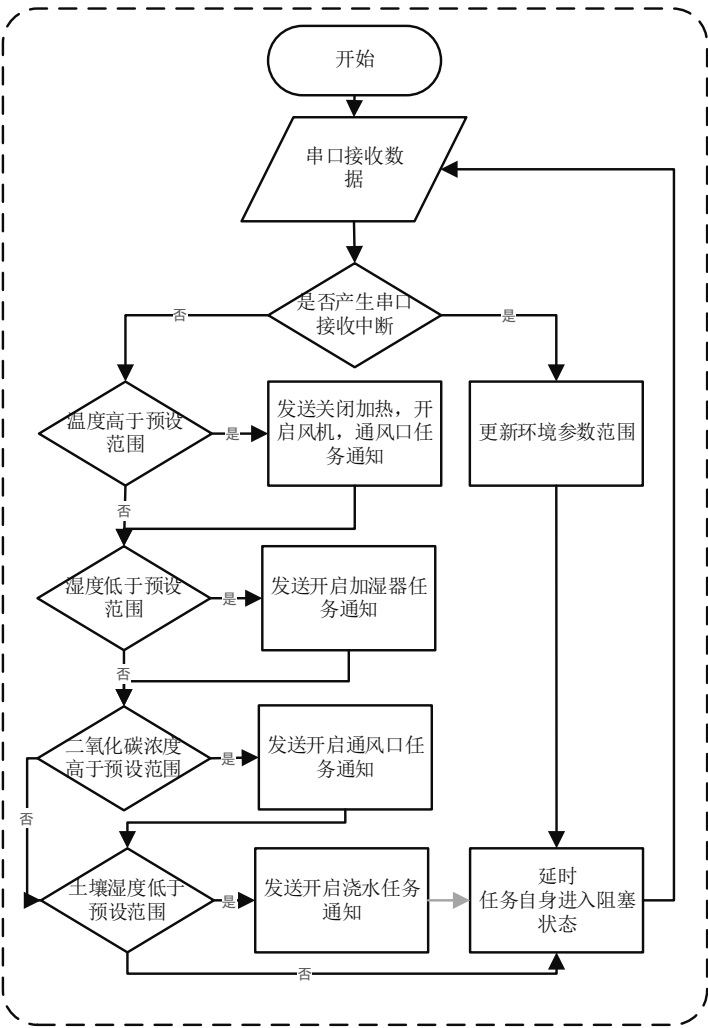 开始
串口接收数
据
是否产生串口
接收中断
否
是
温度高于预设
范围
是
发送关闭加热，开
启风机，通风口任
务通知
更新环境参数范围
否
湿度低于预设
范围
是
发送开启加湿器任
务通知
否
二氧化碳浓度
高于预设范围
是
发送开启通风口任
务通知
否
土壤湿度低于
预设范围
是
发送开启浇水任务
通知
延时
任务自身进入阻塞
状态
否